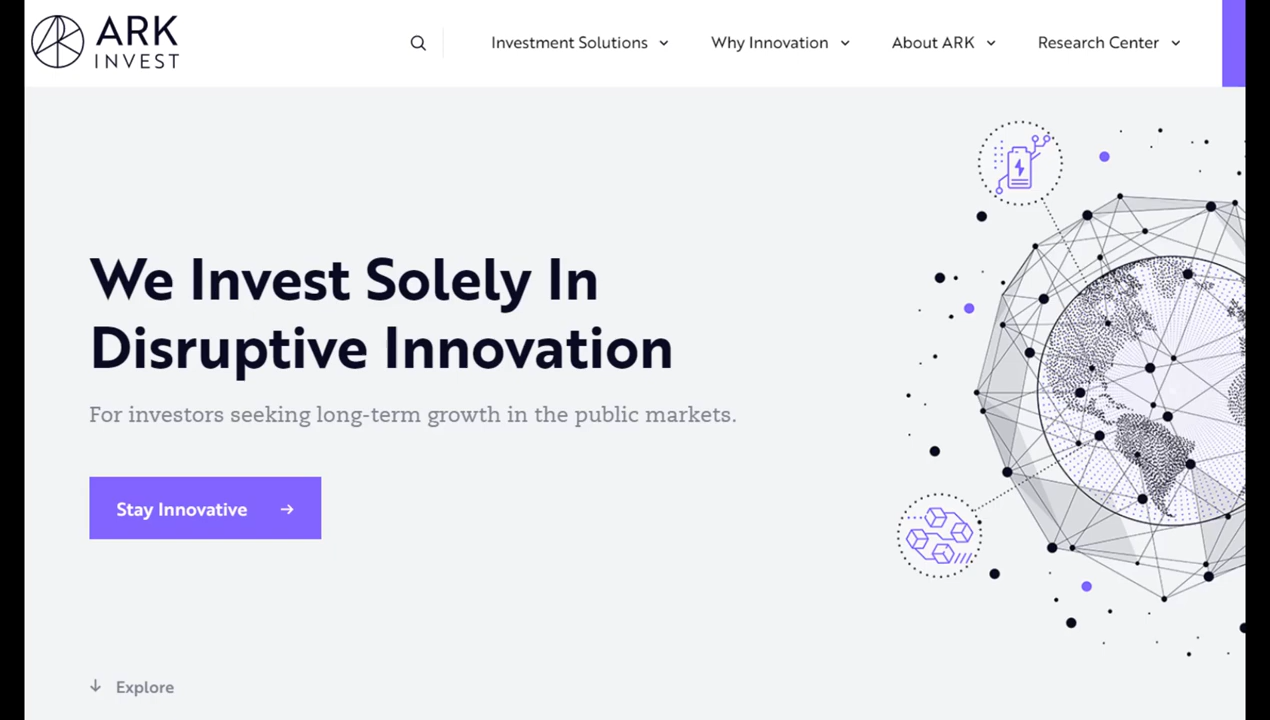 ARK
INVEST
Investment Solutions
Why Innovation
About ARK
Research Center
We Invest Solely In
Disruptive Innovation
For investors seeking long-term growth in the public markets.
Stay Innovative
Explore